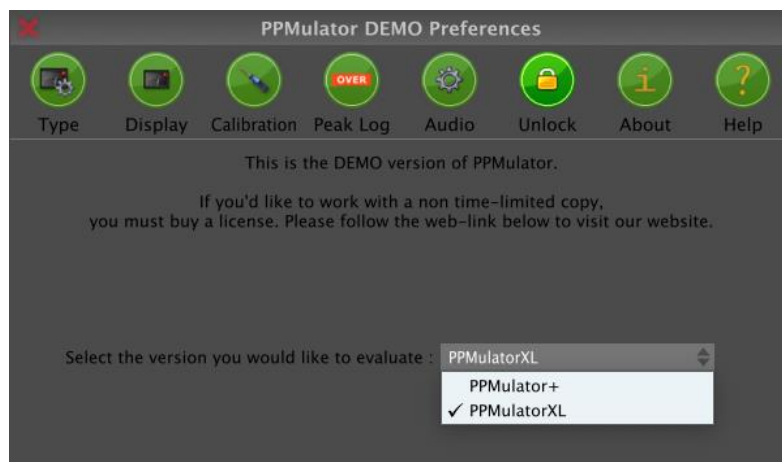 PPMulator DEMO Preferences
OVER
Type Display Calibration Peak Log Audio Unlock About Help
This is the DEMO version of PPMulator.
If you'd like to work with a non time-limited copy,
you must buy a license. Please follow the web-link below to visit our website.
Select the version you would like to evaluate : PPMulatorXL
PPMulator+
✓ PPMulatorXL